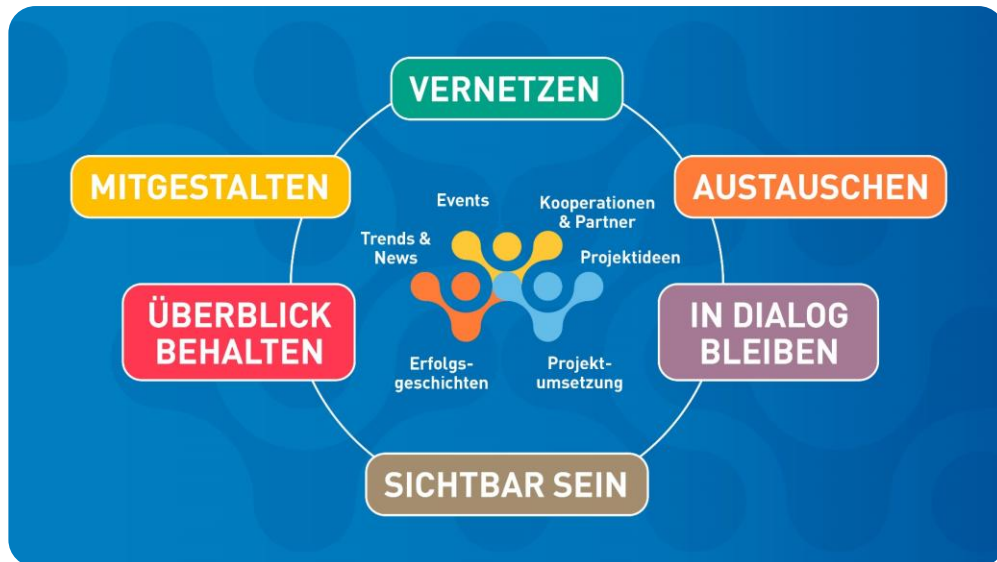 VERNETZEN
MITGESTALTEN
AUSTAUSCHEN
Events
Kooperationen
& Partner
Trends &
News
Projektideen
ÜBERBLICK
BEHALTEN
IN DIALOG
BLEIBEN
Erfolgs-
geschichten
Projekt-
umsetzung
SICHTBAR SEIN